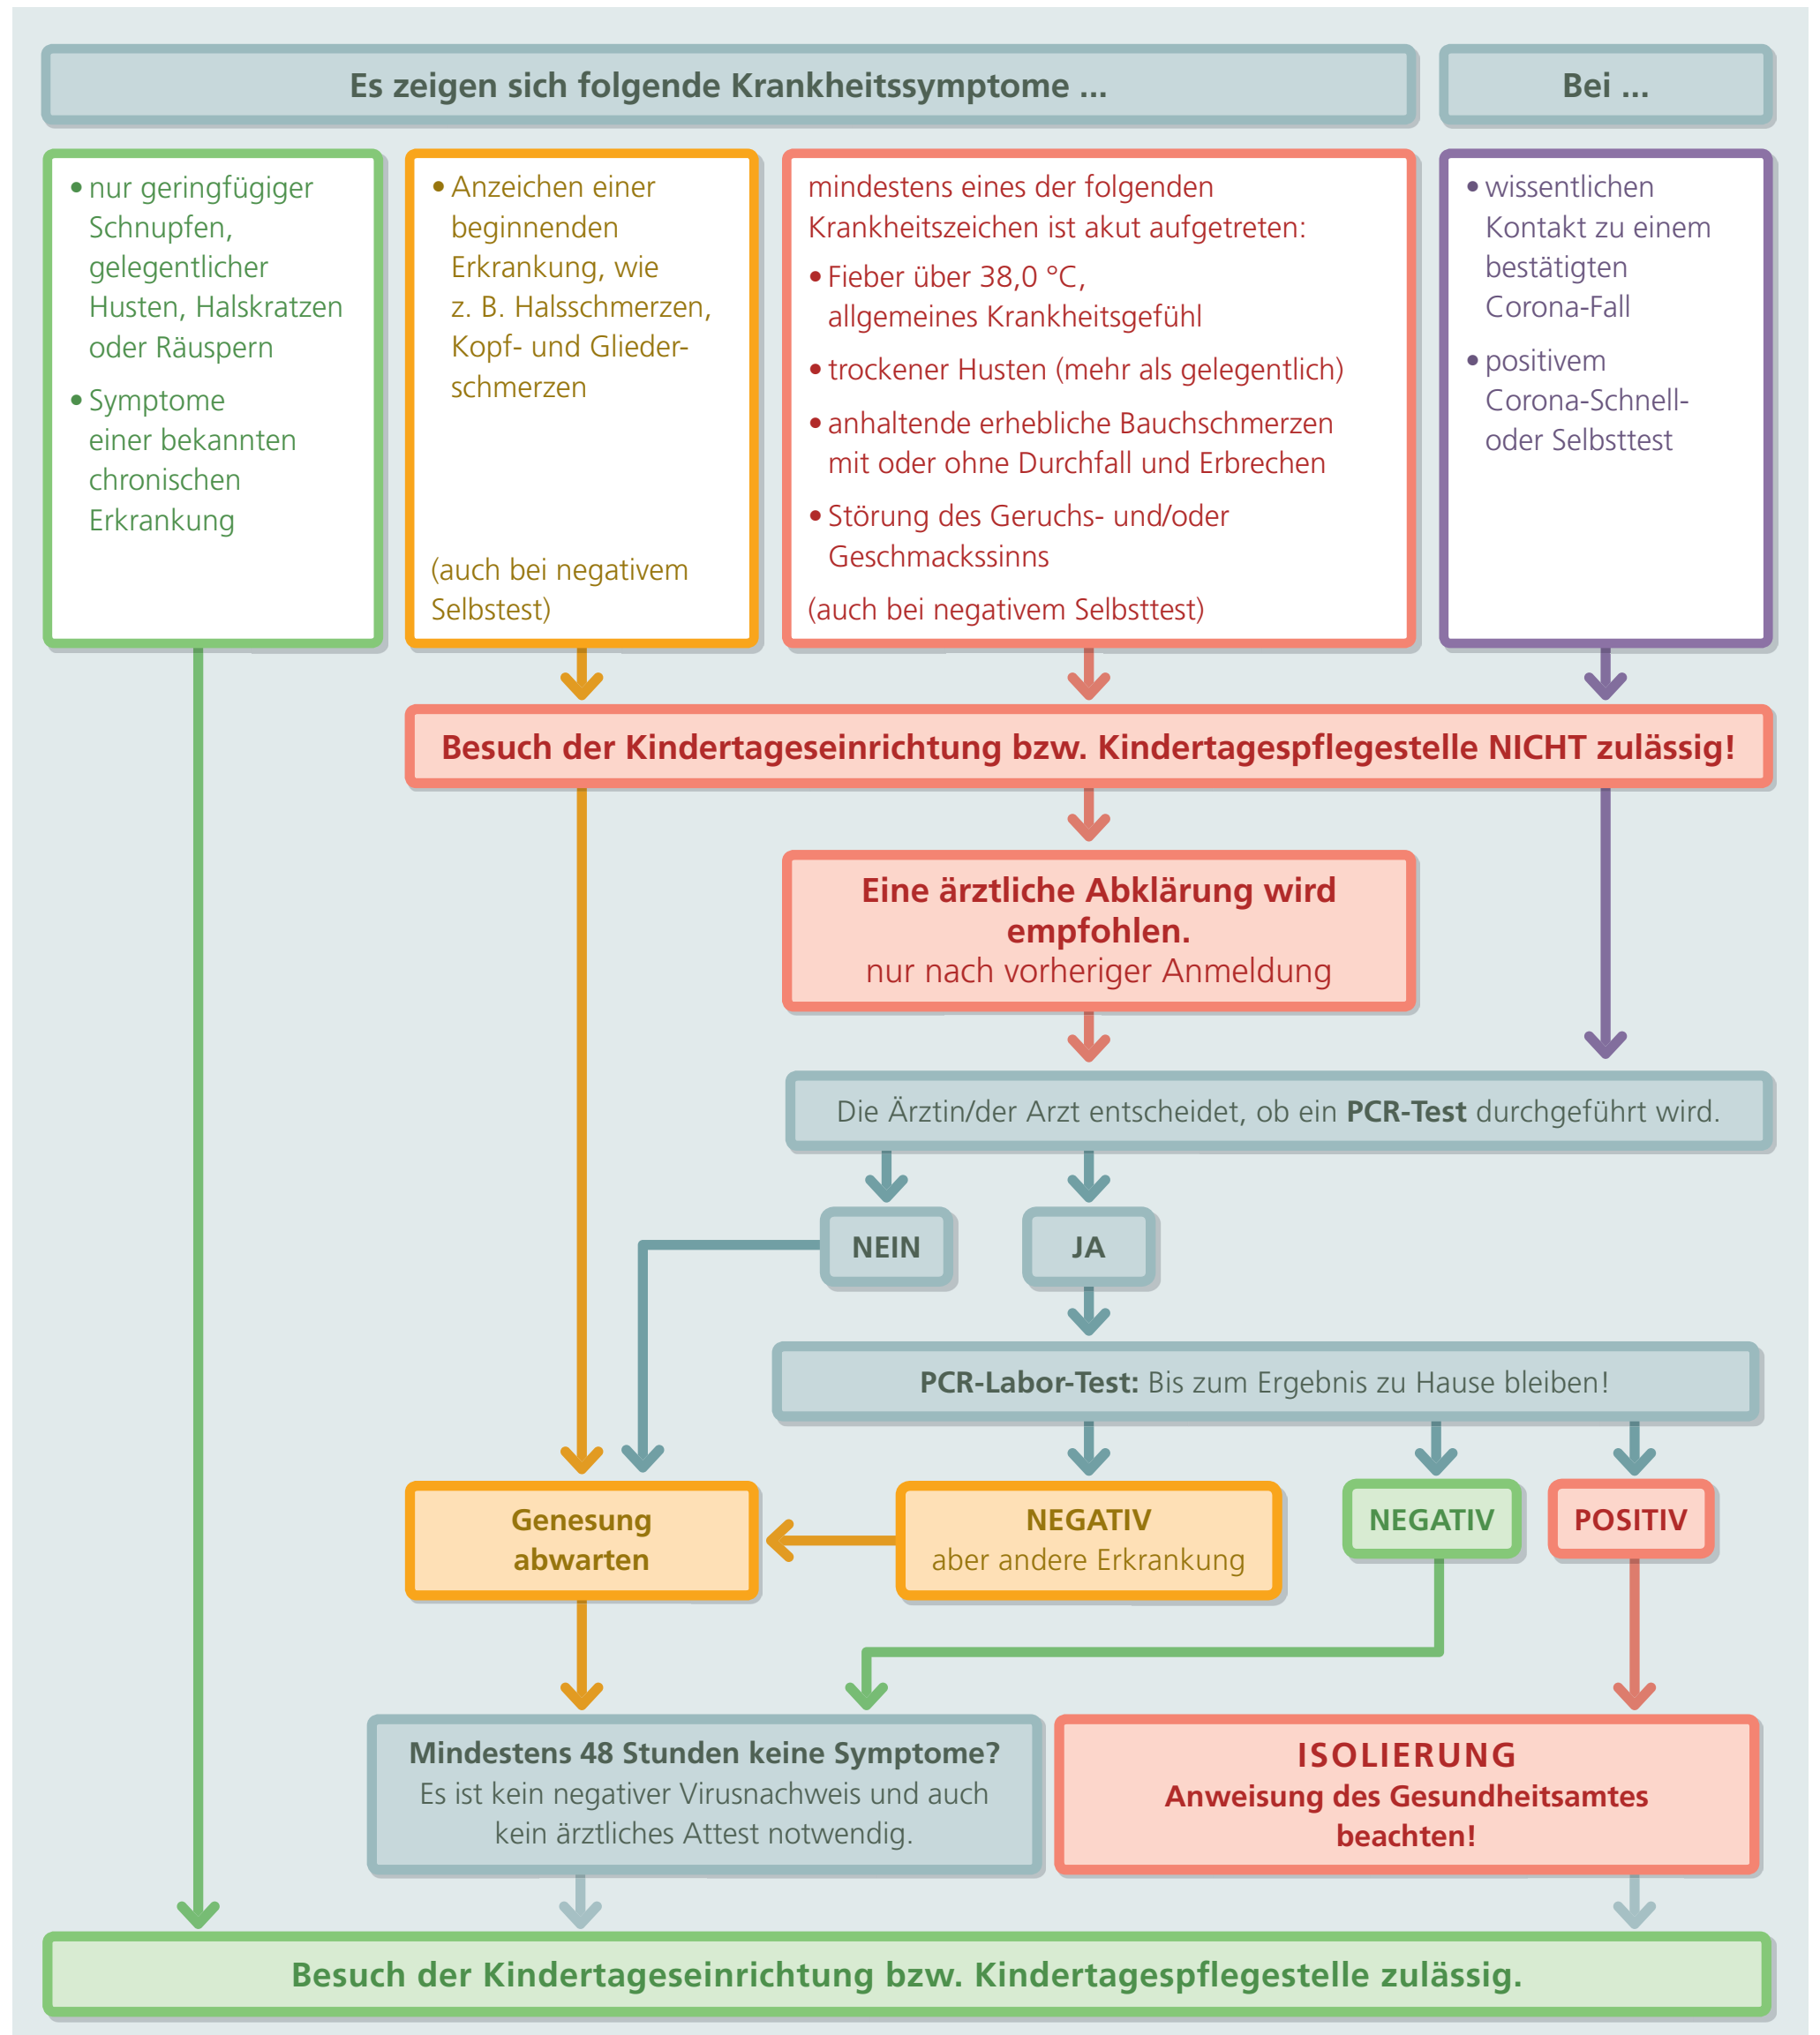 Es zeigen sich folgende Krankheitssymptome ...
Bei ...
• nur geringfügiger
Schnupfen,
gelegentlicher
Husten, Halskratzen
oder Räuspern
• Symptome
einer bekannten
chronischen
Erkrankung
• Anzeichen einer
beginnenden
Erkrankung, wie
z. B. Halsschmerzen,
Kopf- und Glieder-
schmerzen
(auch bei negativem
Selbstest)
mindestens eines der folgenden
Krankheitszeichen ist akut aufgetreten:
• Fieber über 38,0 °C,
allgemeines Krankheitsgefühl
• trockener Husten (mehr als gelegentlich)
• anhaltende erhebliche Bauchschmerzen
mit oder ohne Durchfall und Erbrechen
• Störung des Geruchs- und/oder
Geschmackssinns
(auch bei negativem Selbsttest)
• wissentlichen
Kontakt zu einem
bestätigten
Corona-Fall
• positivem
Corona-Schnell-
oder Selbsttest
Besuch der Kindertageseinrichtung bzw. Kindertagespflegestelle NICHT zulässig!
Eine ärztliche Abklärung wird
empfohlen.
nur nach vorheriger Anmeldung
Die Ärztin/der Arzt entscheidet, ob ein PCR-Test durchgeführt wird.
NEIN
JA
PCR-Labor-Test: Bis zum Ergebnis zu Hause bleiben!
Genesung
abwarten
NEGATIV
aber andere Erkrankung
NEGATIV
POSITIV
Mindestens 48 Stunden keine Symptome?
Es ist kein negativer Virusnachweis und auch
kein ärztliches Attest notwendig.
ISOLIERUNG
Anweisung des Gesundheitsamtes
beachten!
Besuch der Kindertageseinrichtung bzw. Kindertagespflegestelle zulässig.